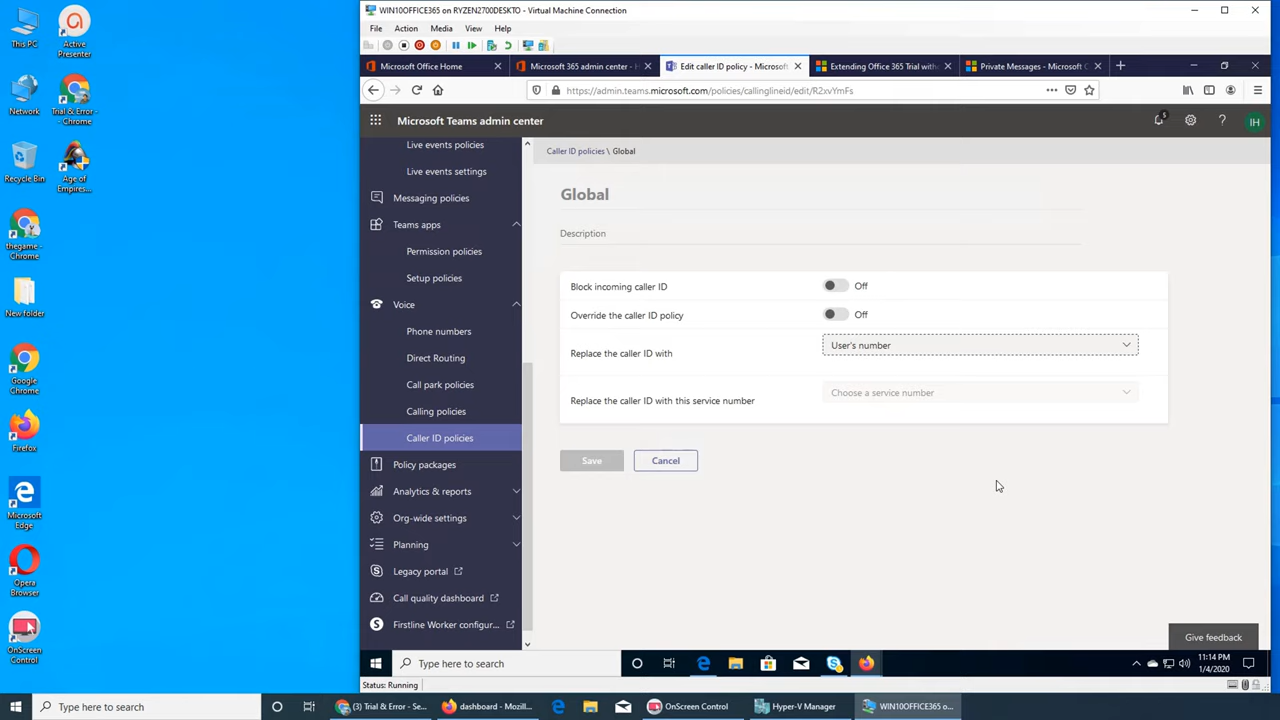 This PC
Active
Presenter
Network
Trial & Error -
Chrome
Recycle Bin
Age of
Empires...
thegame -
Chrome
New folder
Google
Chrome
Firefox
Microsoft
Edge
Opera
Browser
OnScreen
Control
WIN10OFFICE365 on RYZEN2700DESKTO - Virtual Machine Connection
File Action Media View Help
Microsoft Office Home
Microsoft 365 admin center - H
Edit caller ID policy - Microsoft
Extending Office 365 Trial with
Private Messages - Microsoft C
https://admin.teams.microsoft.com/policies/callinglineid/edit/R2xvYmFs
Microsoft Teams admin center
5
IH
Live events policies
Live events settings
Messaging policies
Teams apps
Permission policies
Setup policies
Voice
Phone numbers
Direct Routing
Call park policies
Calling policies
Caller ID policies
Policy packages
Analytics & reports
Org-wide settings
Planning
Legacy portal
Call quality dashboard
Firstline Worker configur...
Caller ID policies \ Global
Global
Description
Block incoming caller ID Off
Override the caller ID policy Off
Replace the caller ID with User's number
Replace the caller ID with this service number Choose a service number
Save Cancel
Give feedback
Type here to search
11:14 PM
1/4/2020
Status: Running
Type here to search
(3) Trial & Error - Se...
dashboard - Mozill...
OnScreen Control
Hyper-V Manager
WIN10OFFICE365 o...